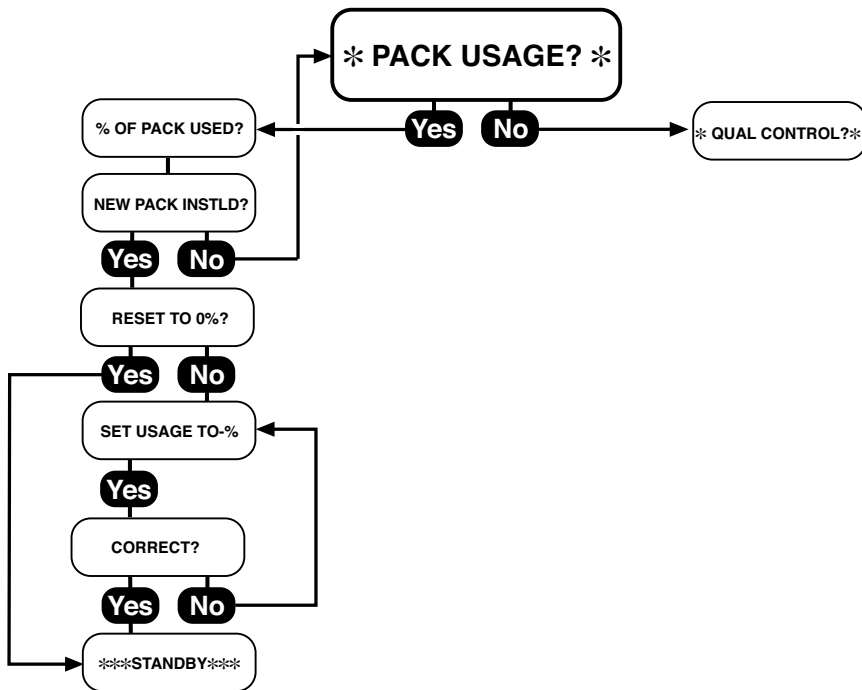 ✻ PACK USAGE? ✻
Yes
No
% OF PACK USED?
✻ QUAL CONTROL?✻
NEW PACK INSTLD?
Yes
No
RESET TO 0%?
Yes
No
SET USAGE TO-%
Yes
CORRECT?
Yes
No
✻✻✻STANDBY✻✻✻